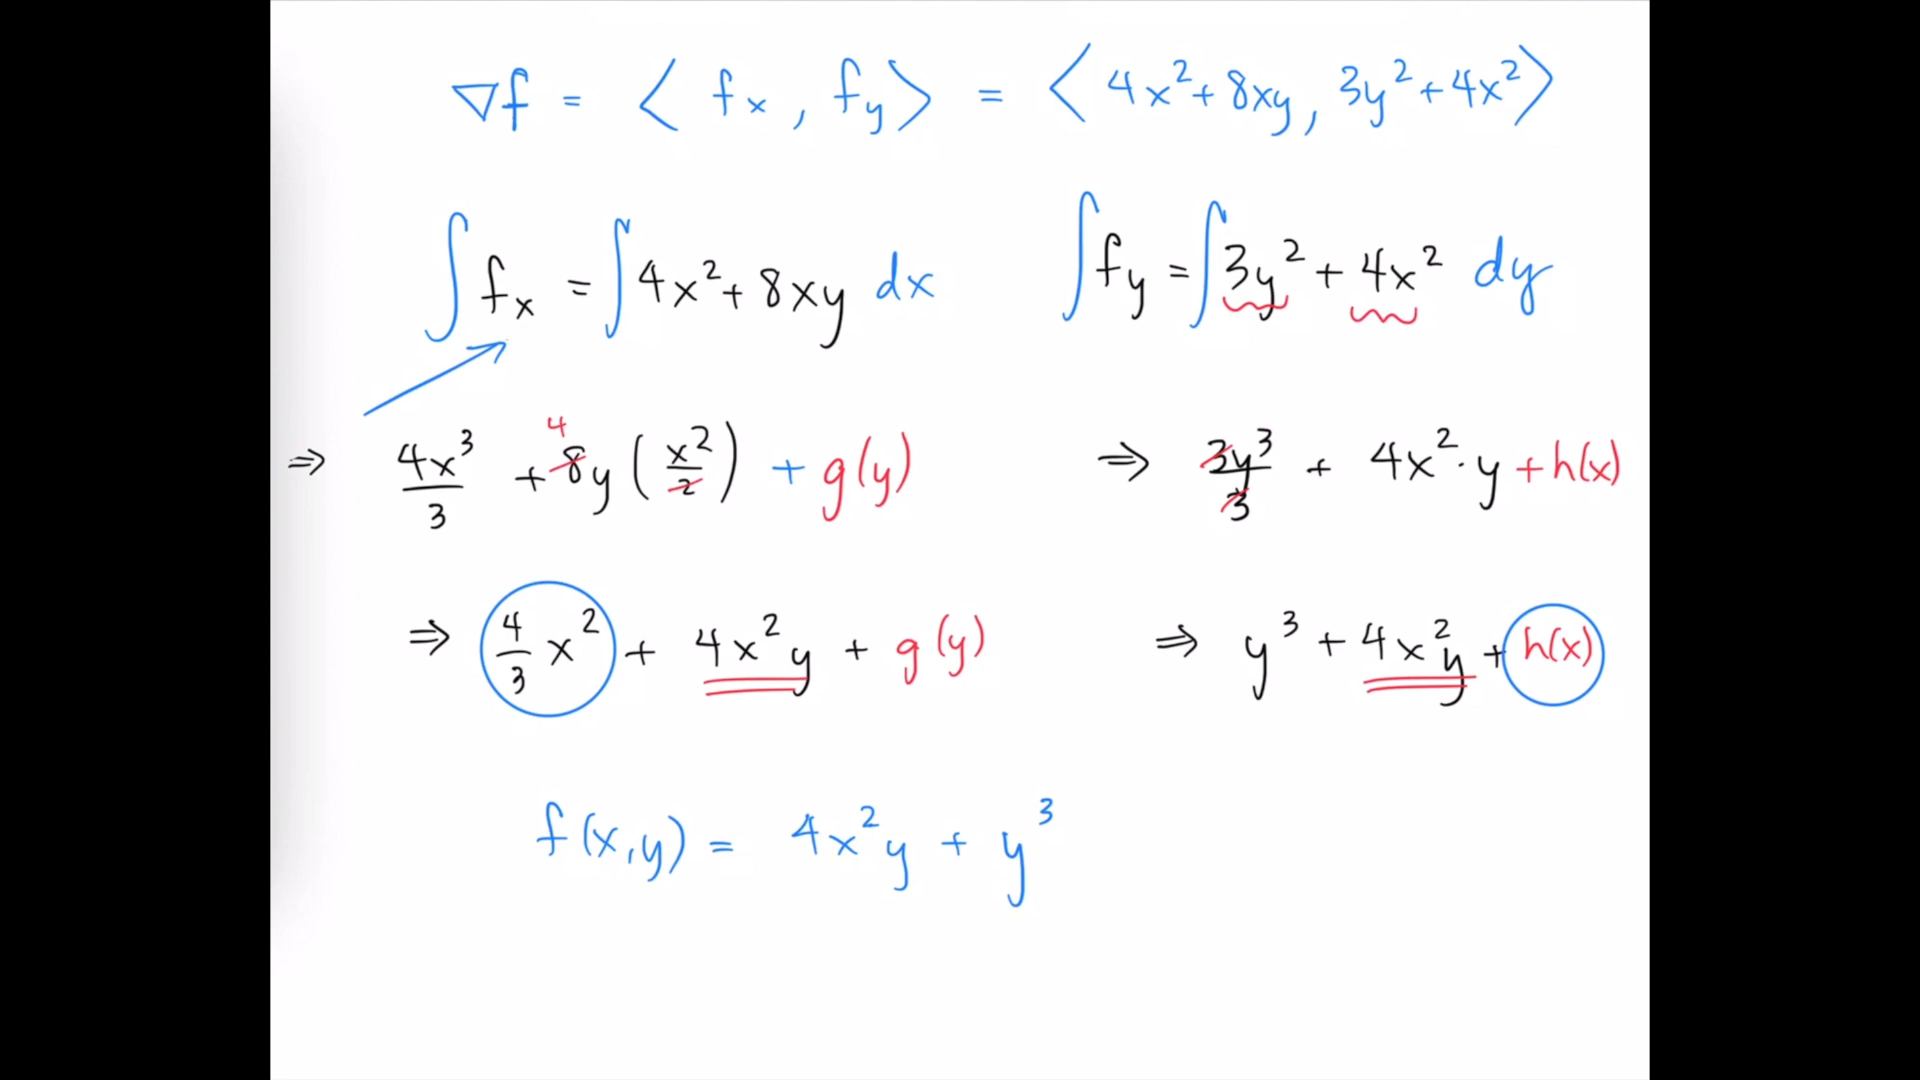 ∇f = ⟨ fx , fy ⟩ = ⟨ 4x² + 8xy, 3y² + 4x² ⟩
∫ fx = ∫ 4x² + 8xy dx
∫ fy = ∫ 3y² + 4x² dy
⇒ 4x³/3 + 4 8y ( x²/2 ) + g(y)
⇒ 3y³/3 + 4x² · y + h(x)
⇒ 4/3 x² + 4x²y + g(y)
⇒ y³ + 4x²y + h(x)
f(x,y) = 4x²y + y³